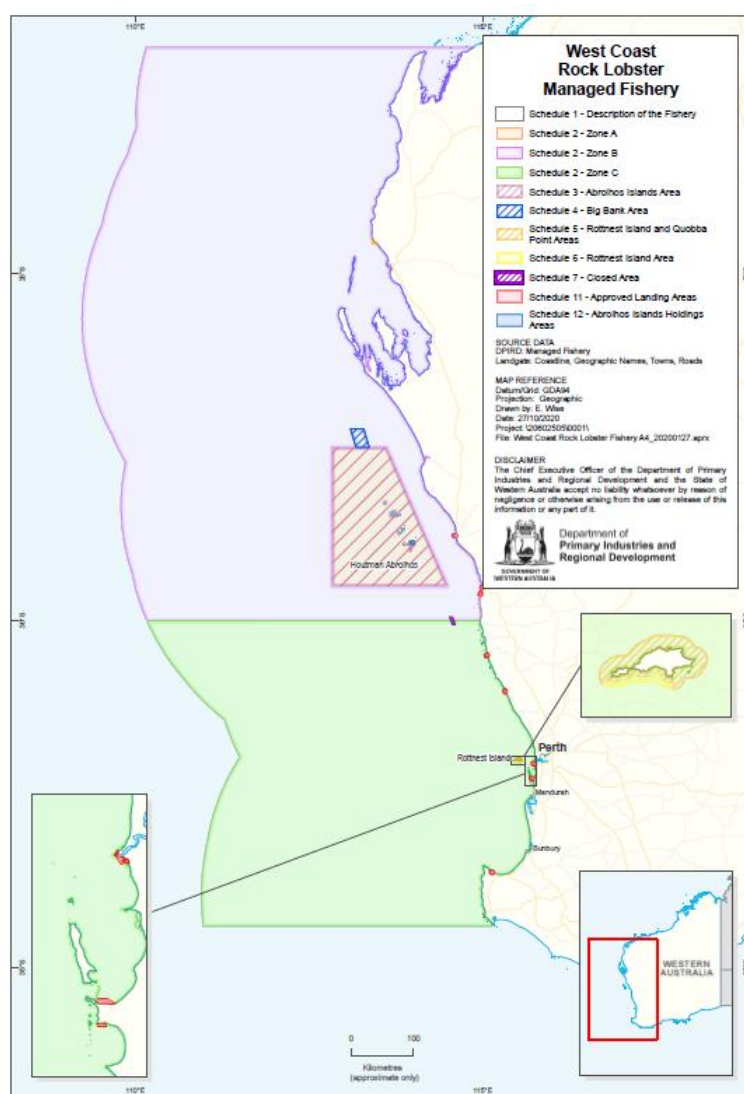 110°E
115°E
West Coast
Rock Lobster
Managed Fishery
Schedule 1 - Description of the Fishery
Schedule 2 - Zone A
Schedule 2 - Zone B
Schedule 2 - Zone C
Schedule 3 - Abrolhos Islands Area
Schedule 4 - Big Bank Area
Schedule 5 - Rottnest Island and Quobba
Point Areas
Schedule 6 - Rottnest Island Area
Schedule 7 - Closed Area
Schedule 11 - Approved Landing Areas
Schedule 12 - Abrolhos Islands Holdings
Areas
SOURCE DATA
DPIRD: Managed Fishery
Landgate: Coastline, Geographic Names, Towns, Roads
MAP REFERENCE
Datum/Grid: GDA94
Projection: Geographic
Drawn by: E. Wise
Date: 27/10/2020
Project: \20602505\0001\
File: West Coast Rock Lobster Fishery A4_20200127.aprx
DISCLAIMER
The Chief Executive Officer of the Department of Primary
Industries and Regional Development and the State of
Western Australia accept no liability whatsoever by reason of
negligence or otherwise arising from the use or release of this
information or any part of it.
GOVERNMENT OF
WESTERN AUSTRALIA
Department of
Primary Industries and
Regional Development
Houtman Abrolhos
30°S
Rottnest Island
Perth
Mandurah
Bunbury
WESTERN
AUSTRALIA
0 100
Kilometres
(approximate only)
110°E
115°E